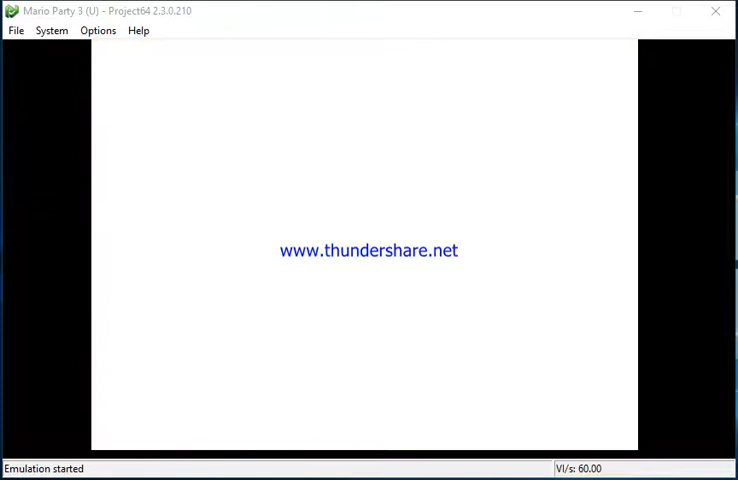 Mario Party 3 (U) - Project64 2.3.0.210
File System Options Help
www.thundershare.net
Emulation started VI/s: 60.00